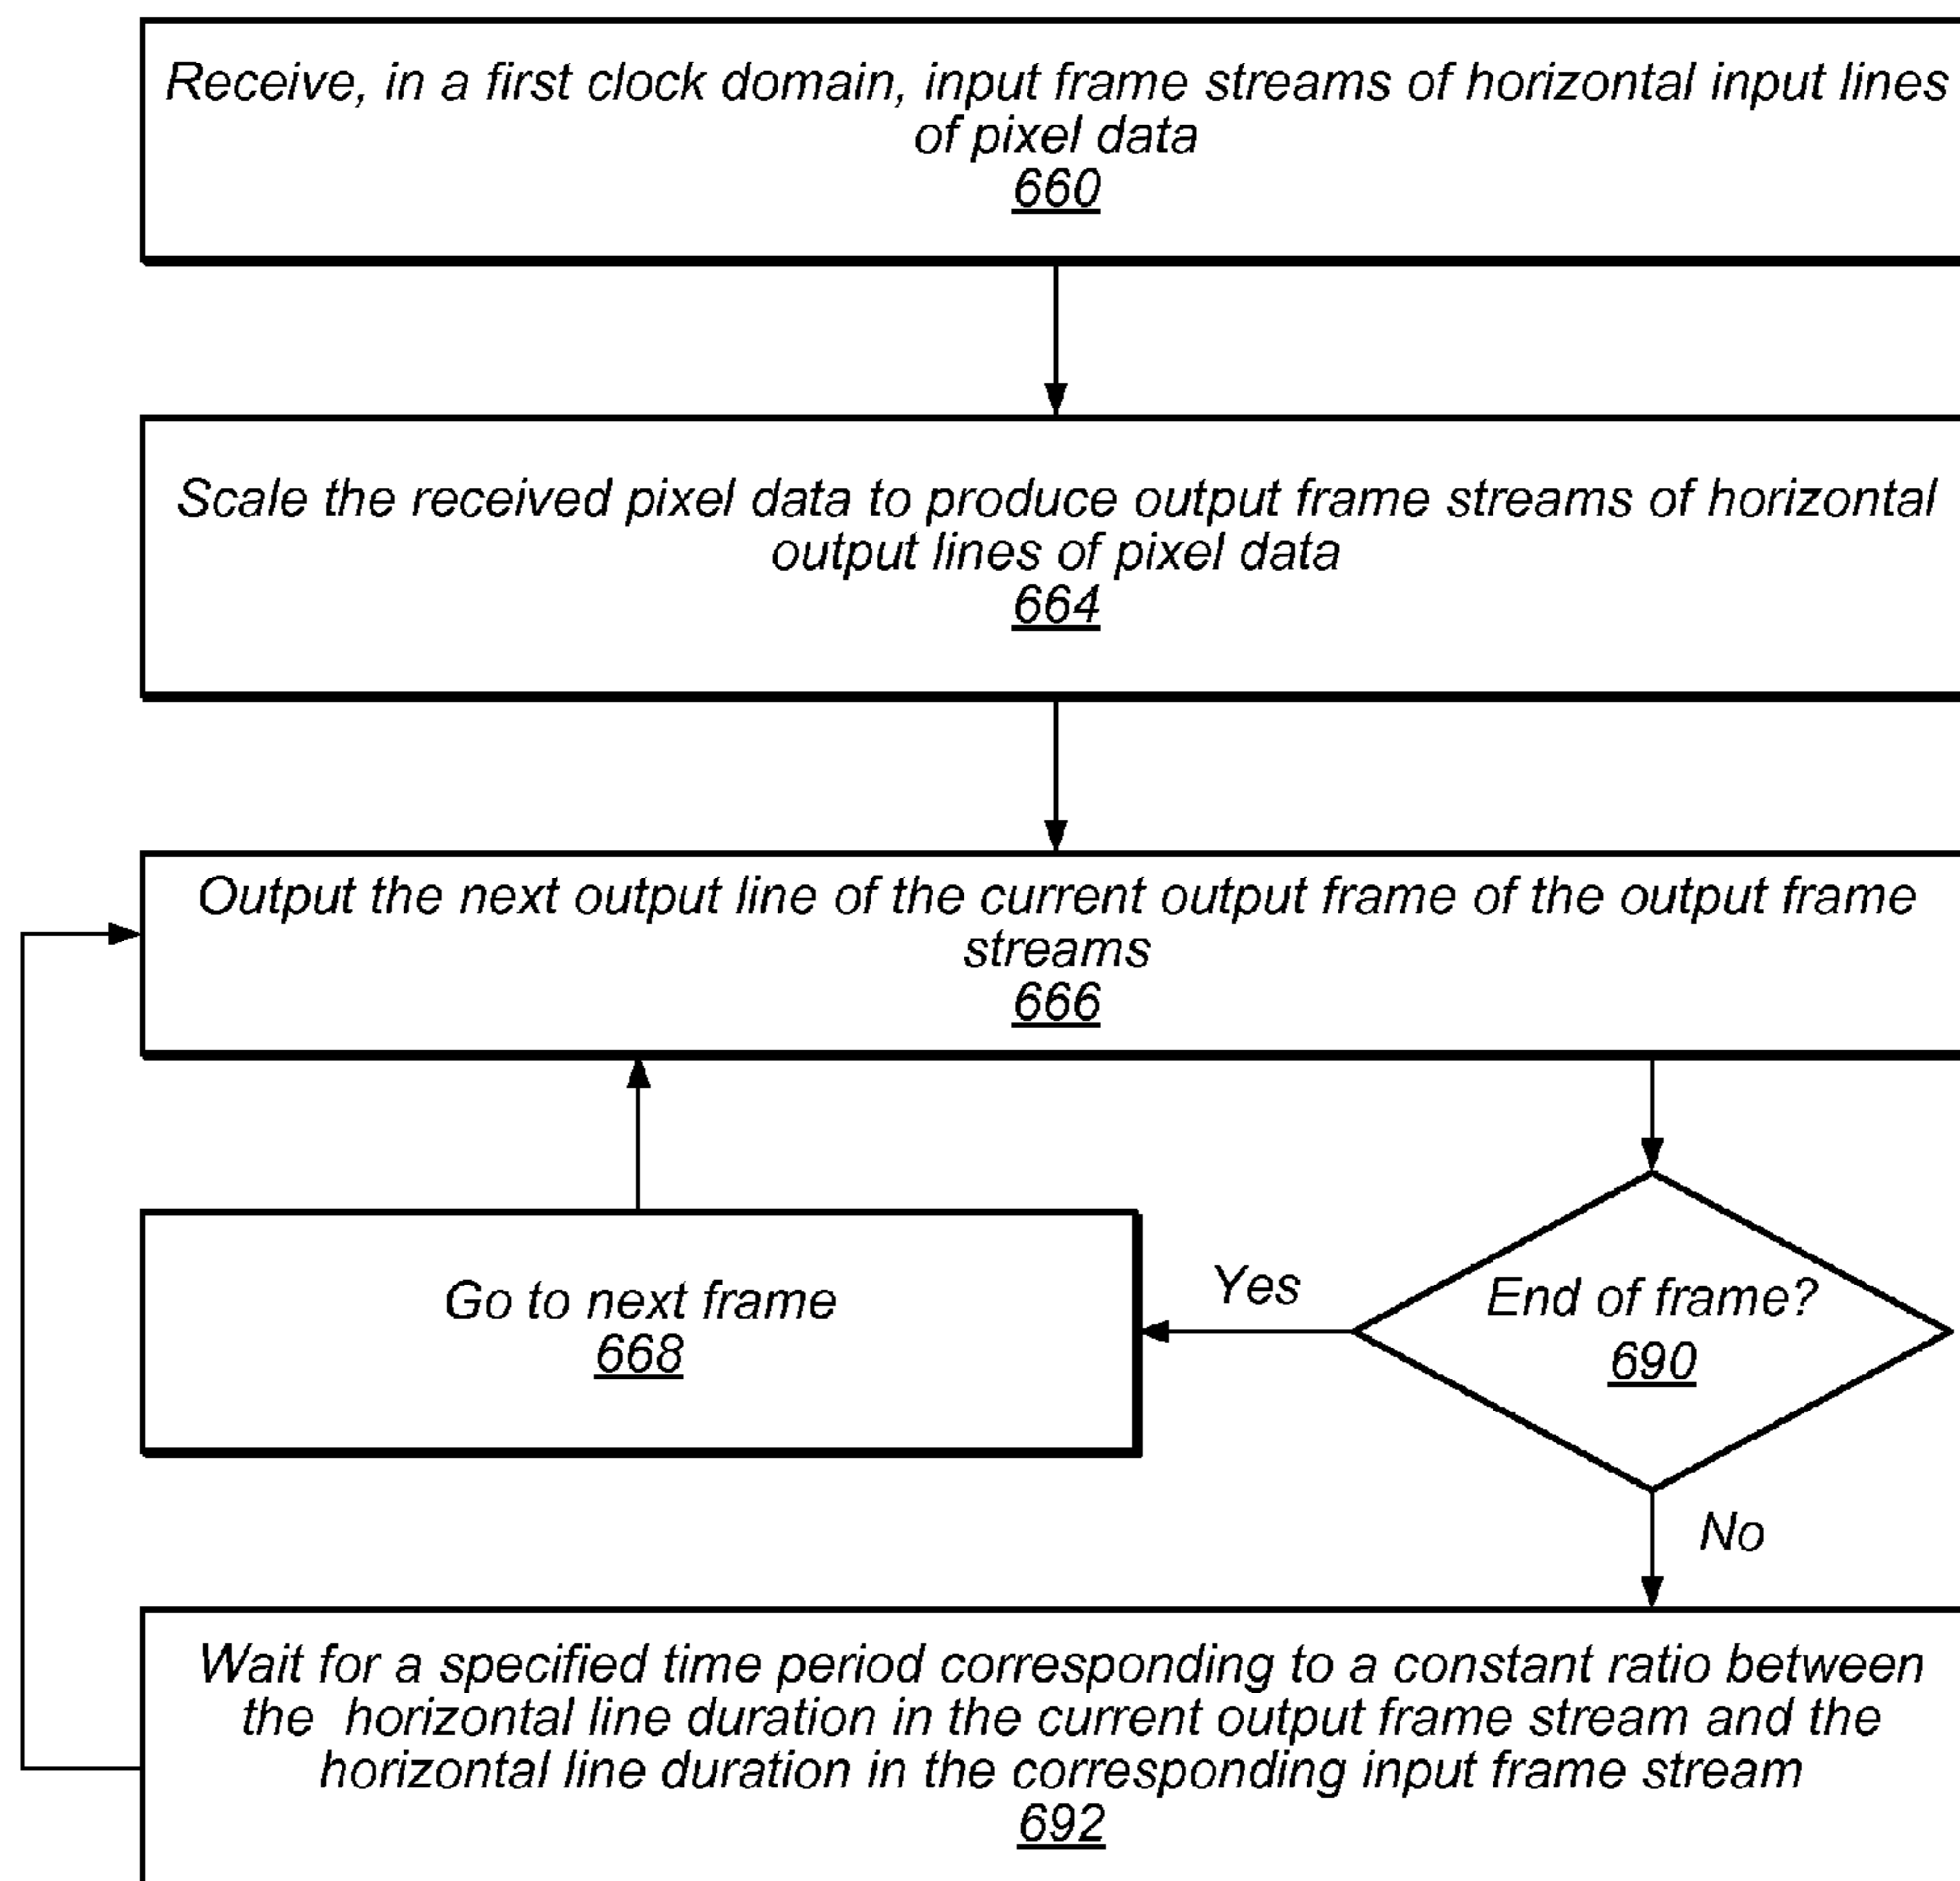 Receive, in a first clock domain, input frame streams of horizontal input lines
of pixel data
660
Scale the received pixel data to produce output frame streams of horizontal
output lines of pixel data
664
Output the next output line of the current output frame of the output frame
streams
666
Go to next frame
668
Yes
End of frame?
690
No
Wait for a specified time period corresponding to a constant ratio between
the  horizontal line duration in the current output frame stream and the
horizontal line duration in the corresponding input frame stream
692